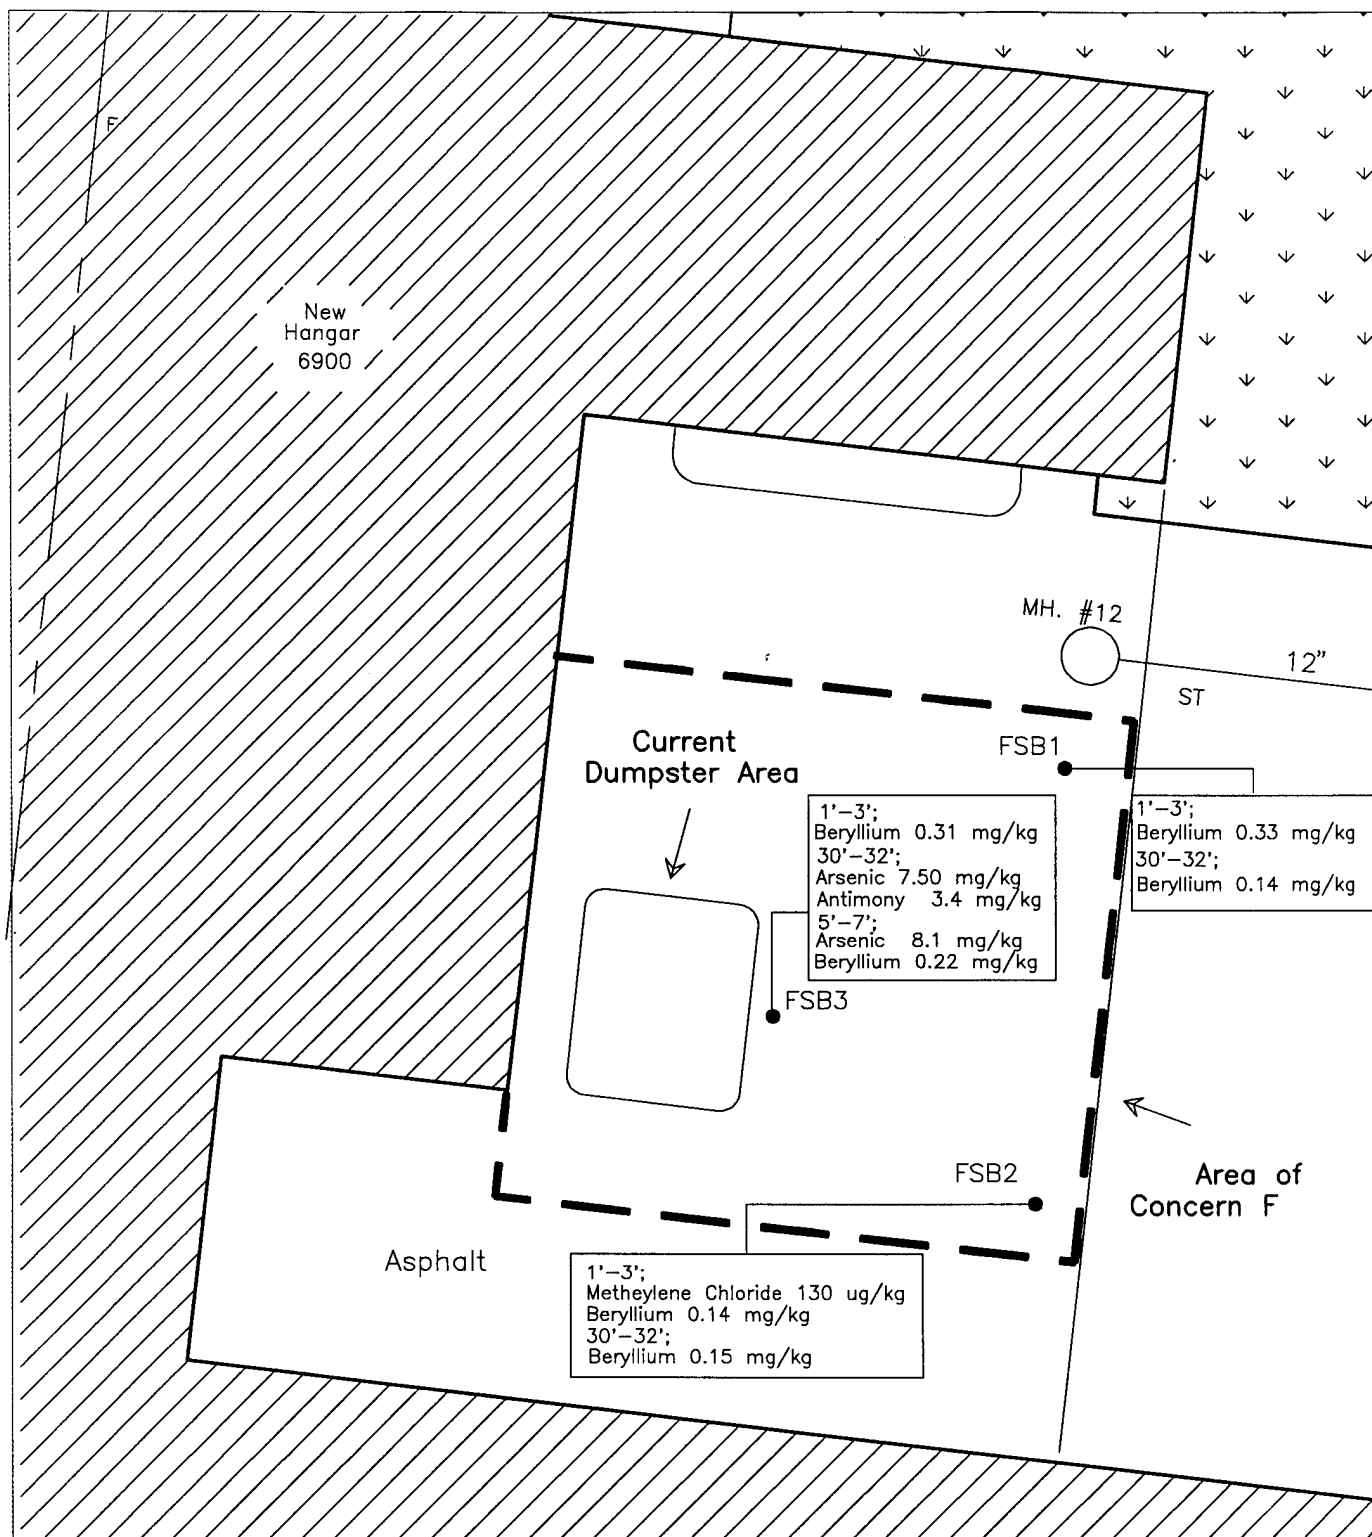 F
New
Hangar
6900
MH. #12
12"
ST
Current
Dumpster Area
FSB1
1'-3';
Beryllium 0.31 mg/kg
30'-32';
Arsenic 7.50 mg/kg
Antimony 3.4 mg/kg
5'-7';
Arsenic 8.1 mg/kg
Beryllium 0.22 mg/kg
1'-3';
Beryllium 0.33 mg/kg
30'-32';
Beryllium 0.14 mg/kg
FSB3
FSB2
Area of
Concern F
Asphalt
1'-3';
Metheylene Chloride 130 ug/kg
Beryllium 0.14 mg/kg
30'-32';
Beryllium 0.15 mg/kg